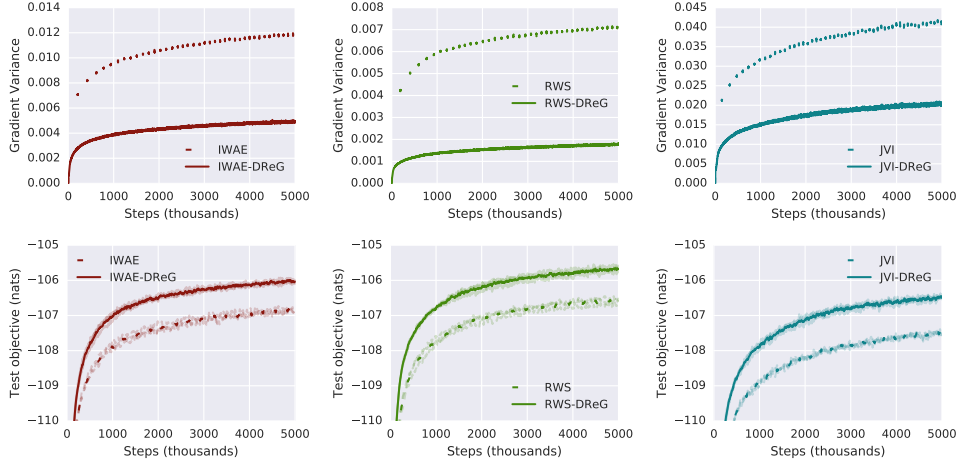 0.014
0.012
0.010
0.008
0.006
0.004
0.002
0.000
Gradient Variance
IWAE
IWAE-DReG
0 1000 2000 3000 4000 5000
Steps (thousands)
0.008
0.007
0.006
0.005
0.004
0.003
0.002
0.001
0.000
Gradient Variance
RWS
RWS-DReG
0 1000 2000 3000 4000 5000
Steps (thousands)
0.045
0.040
0.035
0.030
0.025
0.020
0.015
0.010
0.005
0.000
Gradient Variance
JVI
JVI-DReG
0 1000 2000 3000 4000 5000
Steps (thousands)
−105
−106
−107
−108
−109
−110
Test objective (nats)
IWAE
IWAE-DReG
0 1000 2000 3000 4000 5000
Steps (thousands)
−105
−106
−107
−108
−109
−110
Test objective (nats)
RWS
RWS-DReG
0 1000 2000 3000 4000 5000
Steps (thousands)
−105
−106
−107
−108
−109
−110
Test objective (nats)
JVI
JVI-DReG
0 1000 2000 3000 4000 5000
Steps (thousands)